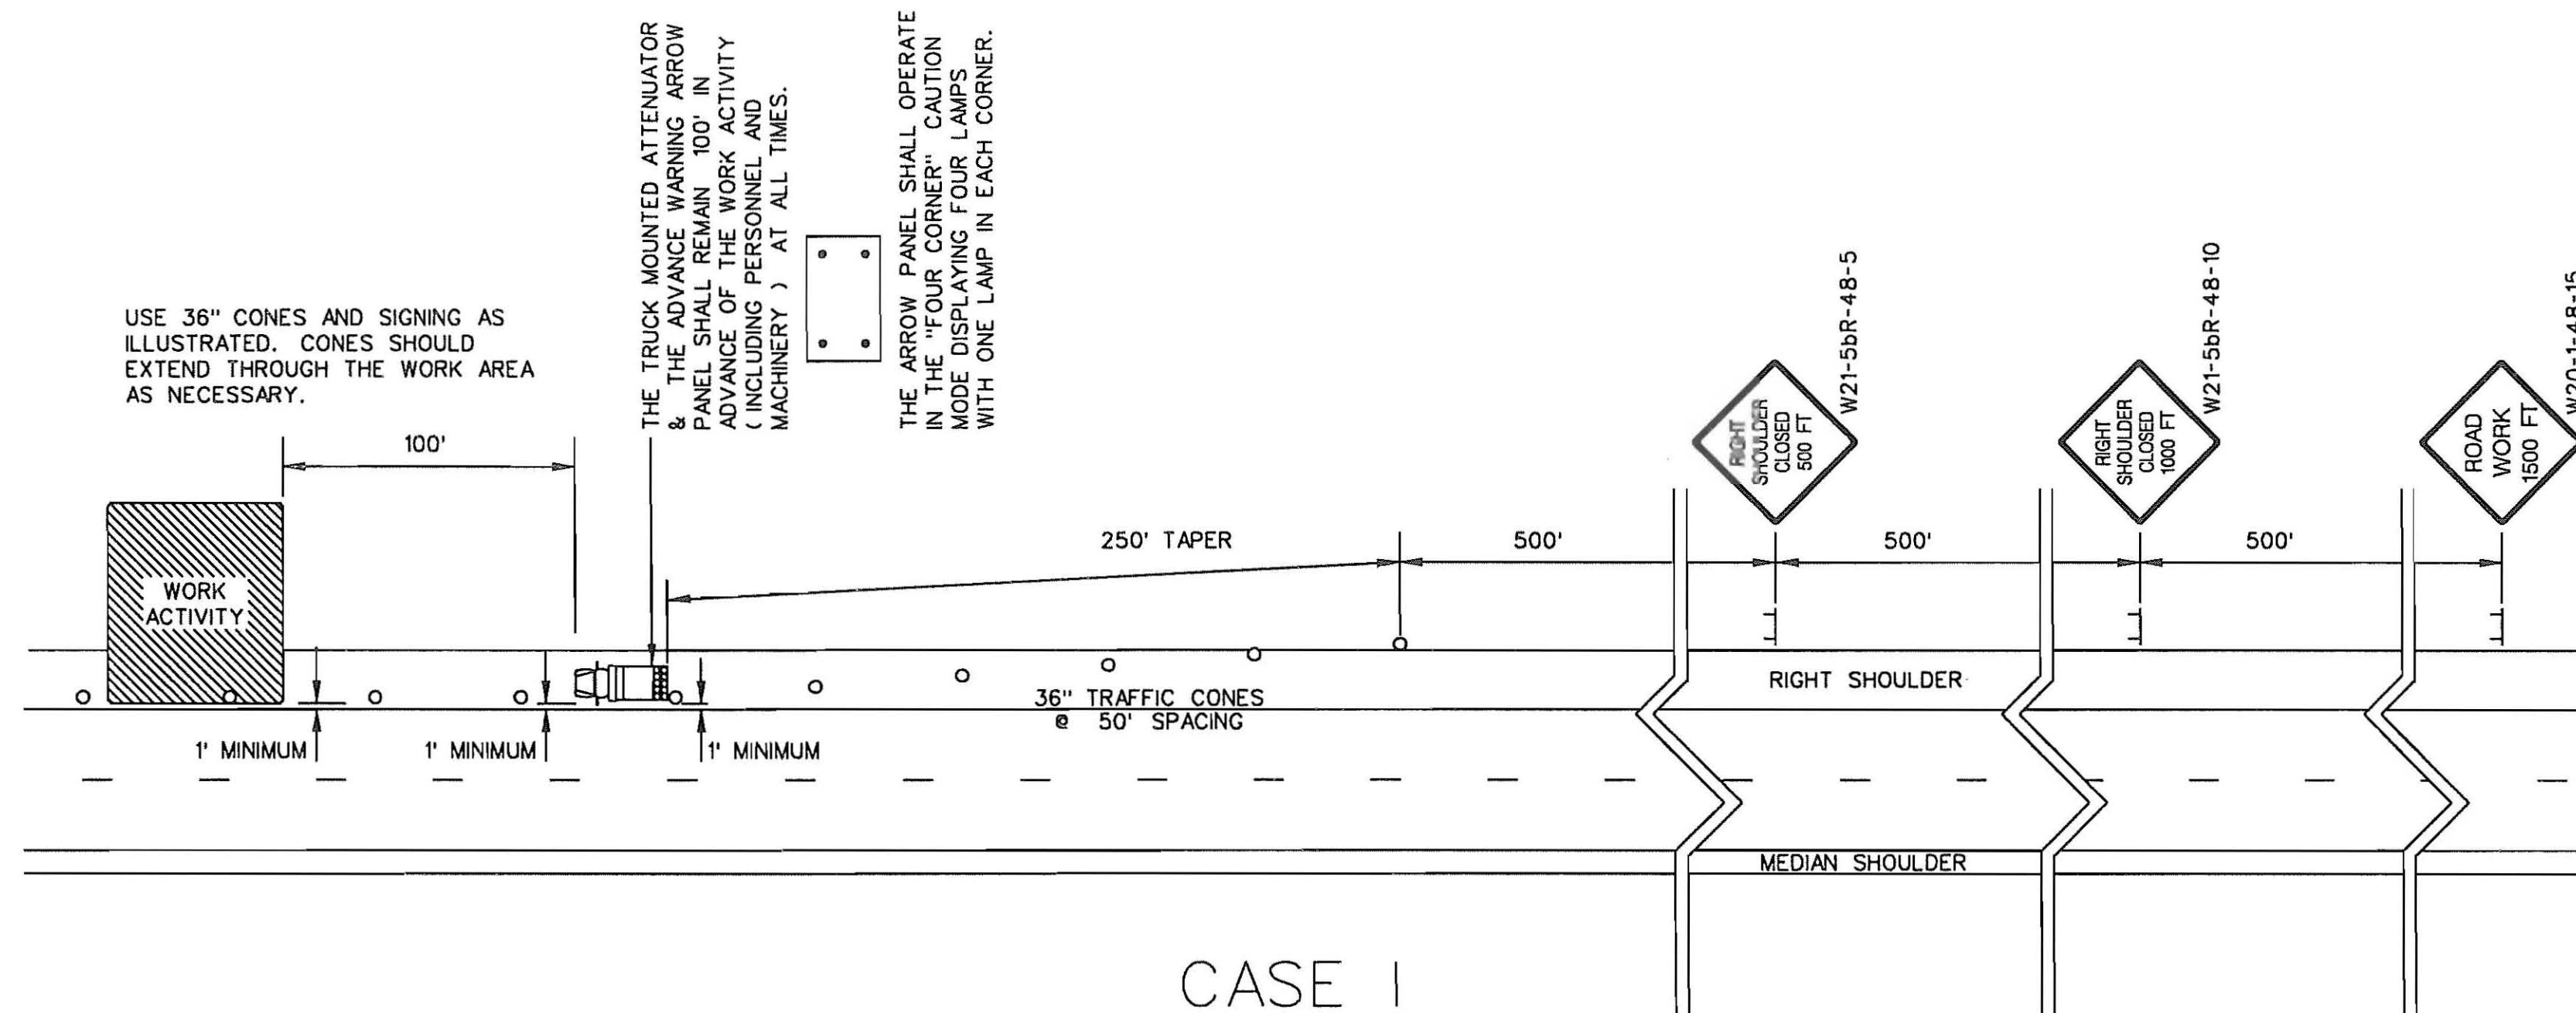 USE 36" CONES AND SIGNING AS
ILLUSTRATED. CONES SHOULD
EXTEND THROUGH THE WORK AREA
AS NECESSARY.
THE TRUCK MOUNTED ATTENUATOR
& THE ADVANCE WARNING ARROW
PANEL SHALL REMAIN 100' IN
ADVANCE OF THE WORK ACTIVITY
( INCLUDING PERSONNEL AND
MACHINERY ) AT ALL TIMES.
THE ARROW PANEL SHALL OPERATE
IN THE "FOUR CORNER" CAUTION
MODE DISPLAYING FOUR LAMPS
WITH ONE LAMP IN EACH CORNER.
W21-5bR-48-5
W21-5bR-48-10
W20-1-48-15
RIGHT
SHOULDER
CLOSED
500 FT
RIGHT
SHOULDER
CLOSED
1000 FT
ROAD
WORK
1500 FT
100'
250' TAPER
500'
500'
500'
WORK
ACTIVITY
RIGHT SHOULDER
36" TRAFFIC CONES
@ 50' SPACING
1' MINIMUM
1' MINIMUM
1' MINIMUM
MEDIAN SHOULDER
CASE I